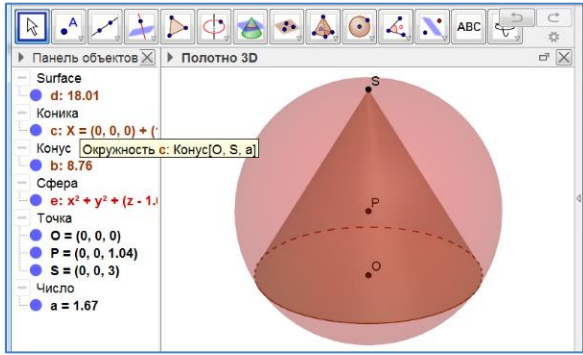 ABC
Панель объектов
Полотно 3D
Surface
d: 18.01
Коника
c: X = (0, 0, 0) + (
Окружность c: Конус[O, S, a]
Конус
b: 8.76
Сфера
e: x² + y² + (z - 1.
Точка
O = (0, 0, 0)
P = (0, 0, 1.04)
S = (0, 0, 3)
Число
a = 1.67
A
S
P
O